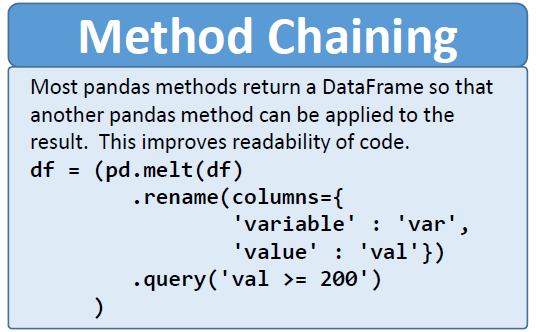 Method Chaining
Most pandas methods return a DataFrame so that
another pandas method can be applied to the
result.  This improves readability of code.
df = (pd.melt(df)
        .rename(columns={
                'variable' : 'var',
                'value' : 'val'})
        .query('val >= 200')
     )